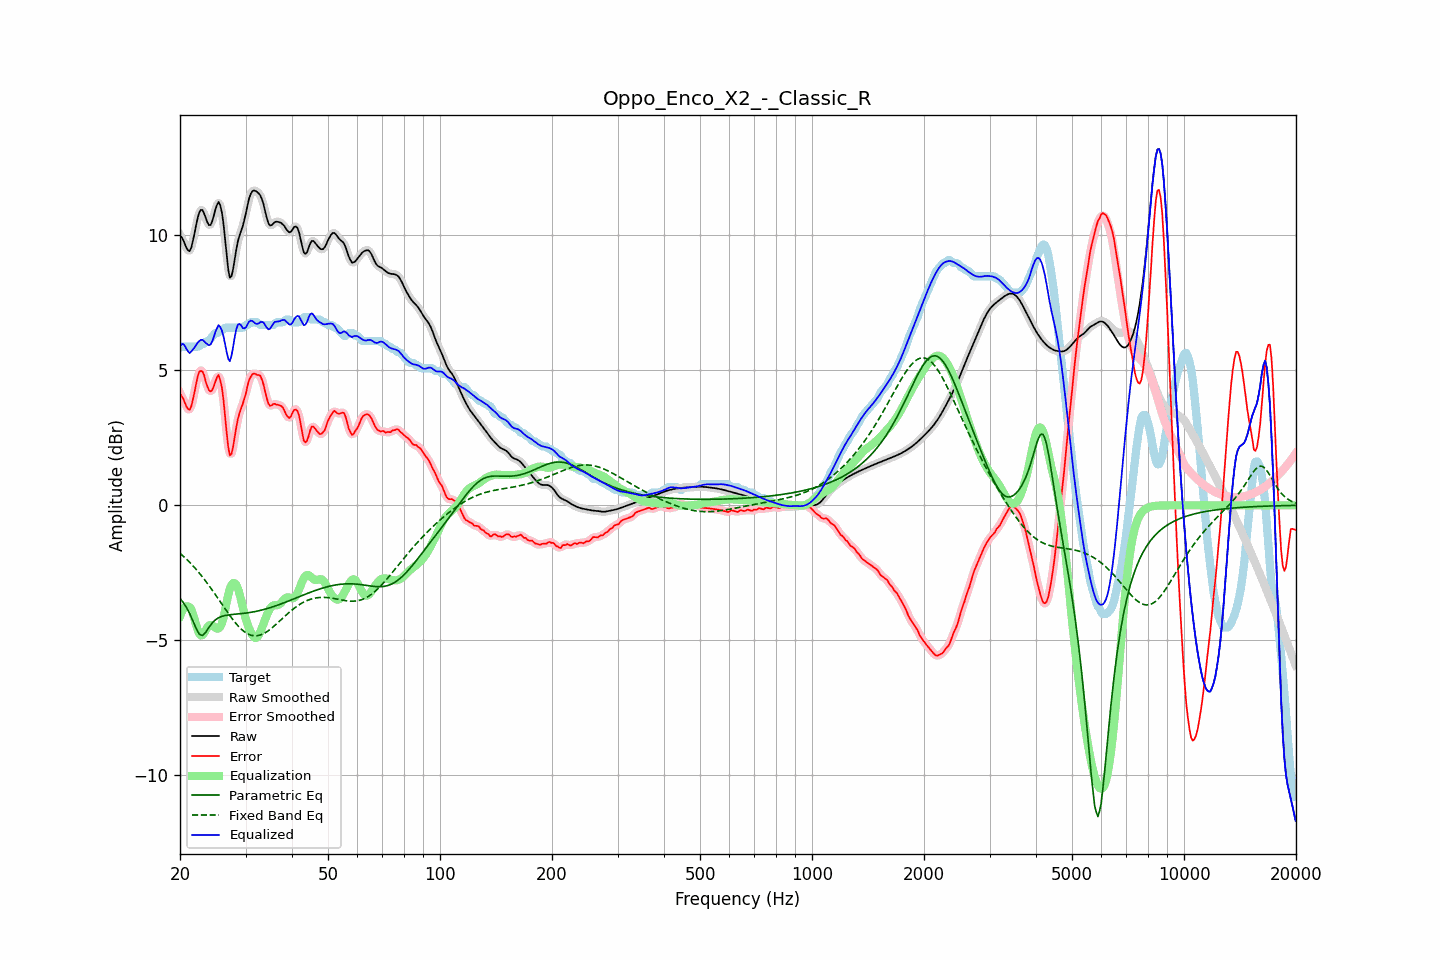 Oppo_Enco_X2_-_Classic_R
Amplitude (dBr)
10
5
0
−5
−10
Target
Raw Smoothed
Error Smoothed
Raw
Error
Equalization
Parametric Eq
Fixed Band Eq
Equalized
20 50 100 200 500 1000 2000 5000 10000 20000
Frequency (Hz)